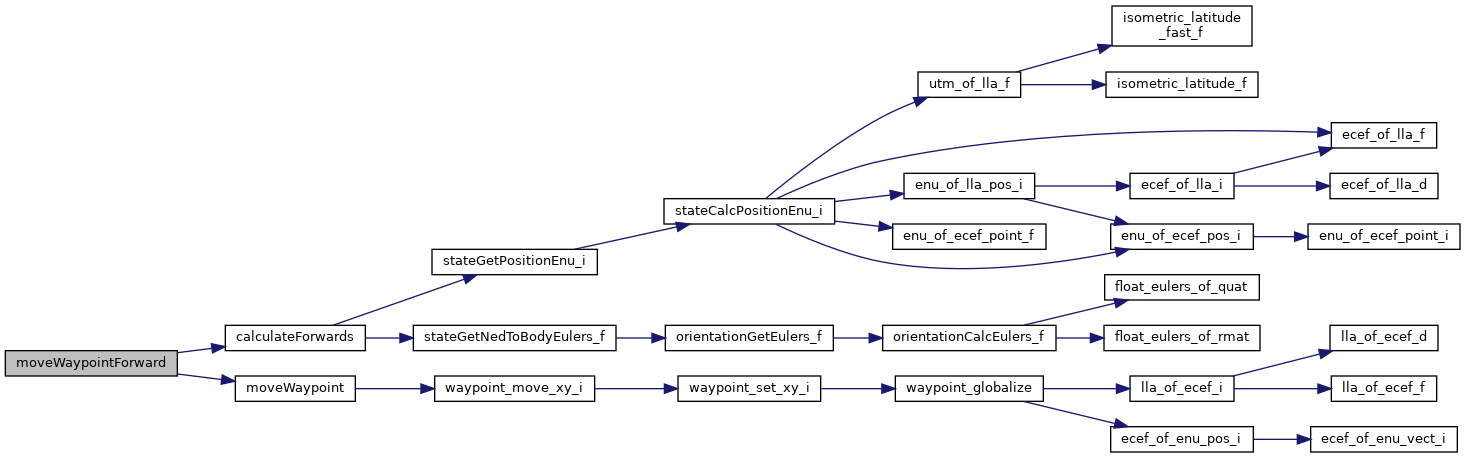 isometric_latitude
_fast_f
utm_of_lla_f
isometric_latitude_f
ecef_of_lla_f
enu_of_lla_pos_i
ecef_of_lla_i
ecef_of_lla_d
stateCalcPositionEnu_i
enu_of_ecef_point_f
enu_of_ecef_pos_i
enu_of_ecef_point_i
stateGetPositionEnu_i
float_eulers_of_quat
calculateForwards
stateGetNedToBodyEulers_f
orientationGetEulers_f
orientationCalcEulers_f
float_eulers_of_rmat
lla_of_ecef_d
moveWaypointForward
moveWaypoint
waypoint_move_xy_i
waypoint_set_xy_i
waypoint_globalize
lla_of_ecef_i
lla_of_ecef_f
ecef_of_enu_pos_i
ecef_of_enu_vect_i